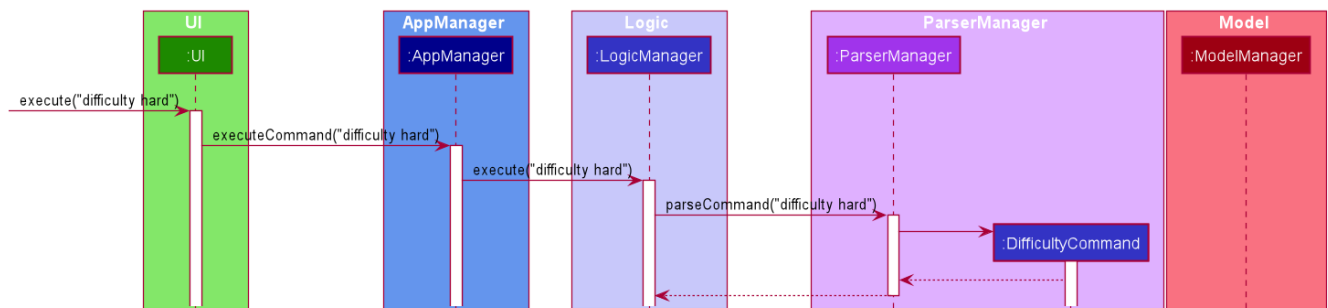 UI
AppManager
Logic
ParserManager
Model
:UI
:AppManager
:LogicManager
:ParserManager
:ModelManager
execute("difficulty hard")
executeCommand("difficulty hard")
execute("difficulty hard")
parseCommand("difficulty hard")
:DifficultyCommand